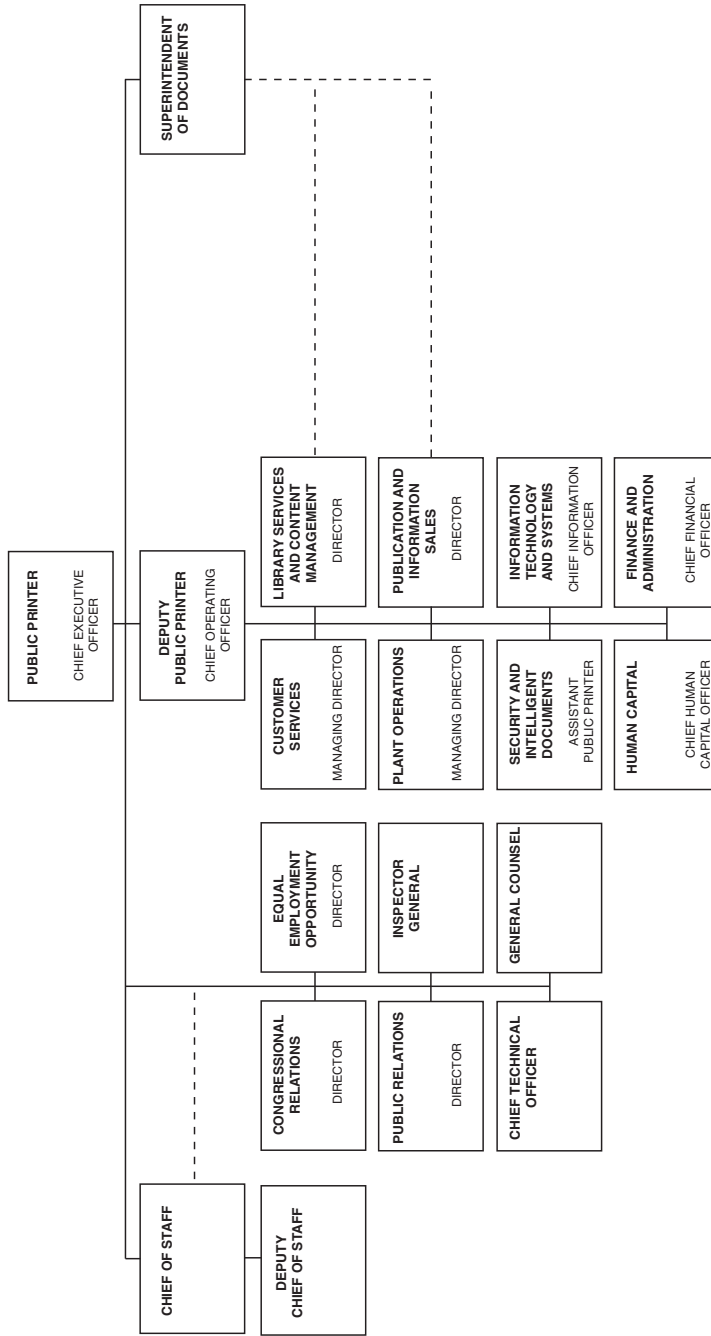 PUBLIC PRINTER
CHIEF EXECUTIVE
OFFICER
CHIEF OF STAFF
DEPUTY
PUBLIC PRINTER
CHIEF OPERATING
OFFICER
SUPERINTENDENT
OF DOCUMENTS
DEPUTY
CHIEF OF STAFF
CONGRESSIONAL
RELATIONS
DIRECTOR
EQUAL
EMPLOYMENT
OPPORTUNITY
DIRECTOR
CUSTOMER
SERVICES
MANAGING DIRECTOR
LIBRARY SERVICES
AND CONTENT
MANAGEMENT
DIRECTOR
PUBLIC RELATIONS
DIRECTOR
INSPECTOR
GENERAL
PLANT OPERATIONS
MANAGING DIRECTOR
PUBLICATION AND
INFORMATION
SALES
DIRECTOR
CHIEF TECHNICAL
OFFICER
GENERAL COUNSEL
SECURITY AND
INTELLIGENT
DOCUMENTS
ASSISTANT
PUBLIC PRINTER
INFORMATION
TECHNOLOGY
AND SYSTEMS
CHIEF INFORMATION
OFFICER
HUMAN CAPITAL
CHIEF HUMAN
CAPITAL OFFICER
FINANCE AND
ADMINISTRATION
CHIEF FINANCIAL
OFFICER